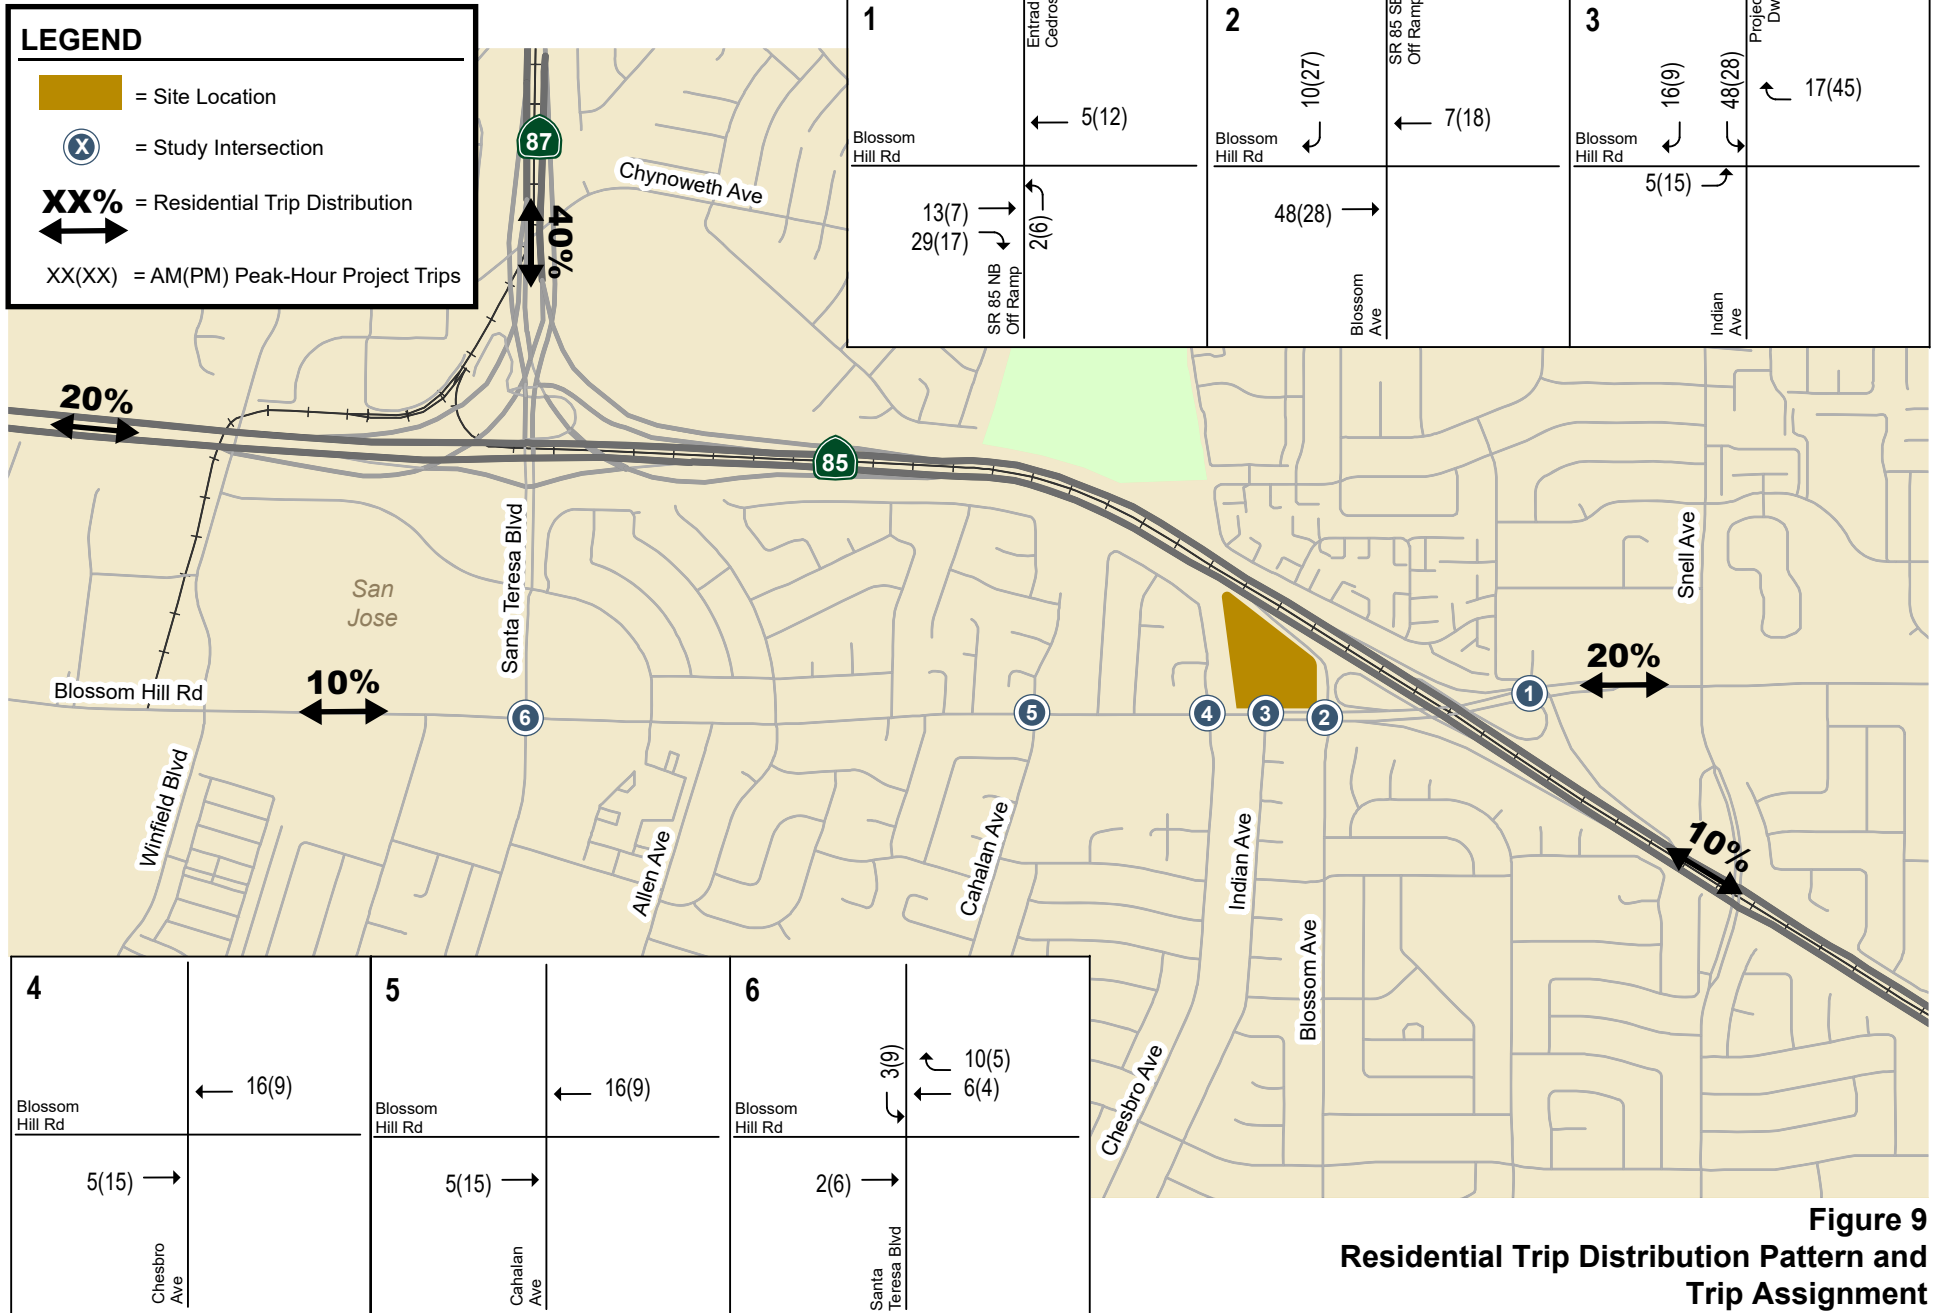 LEGEND
= Site Location
X
= Study Intersection
XX%
= Residential Trip Distribution
XX(XX) = AM(PM) Peak-Hour Project Trips
1
Cedros
5(12)
Blossom
Hill Rd
13(7)
29(17)
2(6)
SR 85 NB
Off Ramp
2
SR 85 SB
Off Ramp
10(27)
7(18)
Blossom
Hill Rd
48(28)
Blossom
Ave
3
16(9)
48(28)
17(45)
Blossom
Hill Rd
5(15)
Indian
Ave
87
40%
Chynoweth Ave
20%
85
Santa Teresa Blvd
San
Jose
Snell Ave
Blossom Hill Rd
10%
20%
6
5
4
3
2
1
Winfield Blvd
Allen Ave
Cahalan Ave
Indian Ave
Blossom Ave
Chesbro Ave
10%
4
16(9)
Blossom
Hill Rd
5(15)
Chesbro
Ave
5
16(9)
Blossom
Hill Rd
5(15)
Cahalan
Ave
6
3(9)
10(5)
6(4)
Blossom
Hill Rd
2(6)
Santa
Teresa Blvd
Figure 9
Residential Trip Distribution Pattern and
Trip Assignment